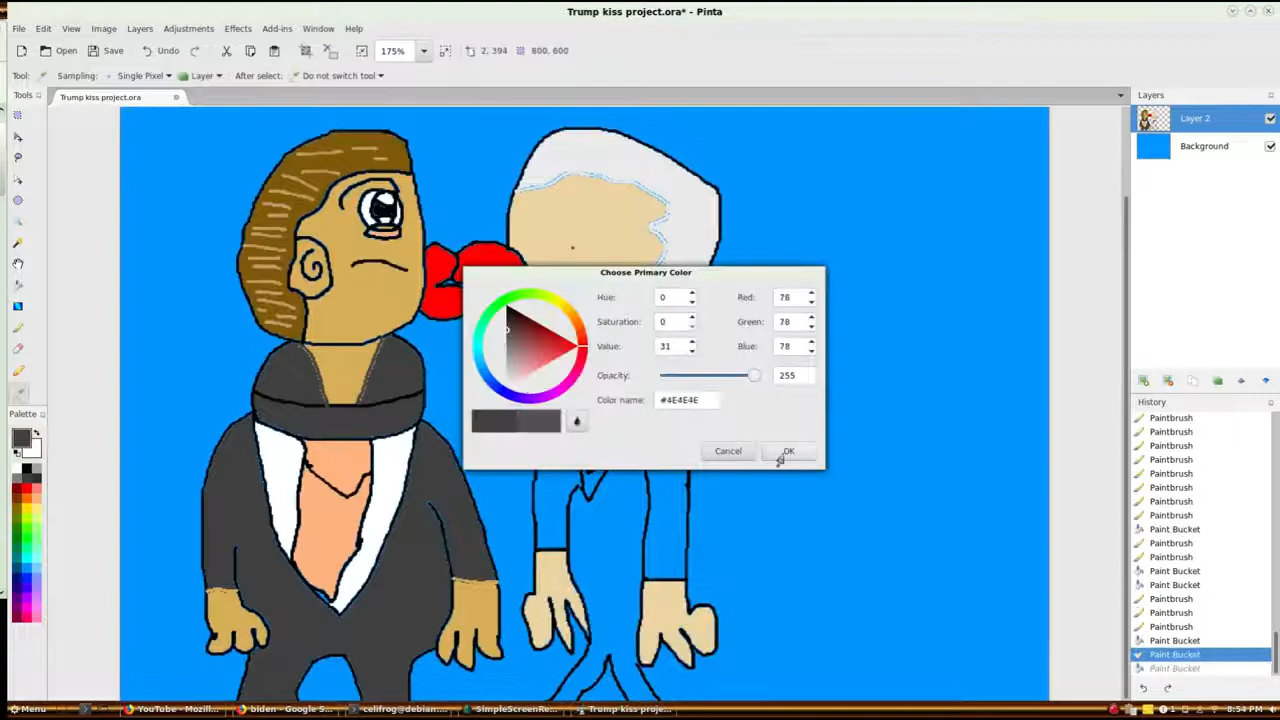 Trump kiss project.ora* - Pinta
File Edit View Image Layers Adjustments Effects Add-ins Window Help
Open Save Undo 175% 2, 394 800, 600
Tool: Sampling: Single Pixel Layer After select: Do not switch tool
Tools Trump kiss project.ora Layers
Layer 2
Background
Choose Primary Color
Hue: 0 Red: 78
Saturation: 0 Green: 78
Value: 31 Blue: 78
Opacity: 255
Color name: #4E4E4E
Cancel OK
Palette
History
Paintbrush
Paintbrush
Paintbrush
Paintbrush
Paintbrush
Paintbrush
Paintbrush
Paintbrush
Paint Bucket
Paintbrush
Paintbrush
Paint Bucket
Paint Bucket
Paintbrush
Paintbrush
Paintbrush
Paint Bucket
Paint Bucket
Paint Bucket
Menu YouTube - Mozill... biden - Google S... celifrog@debian:... SimpleScreenRe... Trump kiss proje... 1 8:54 PM